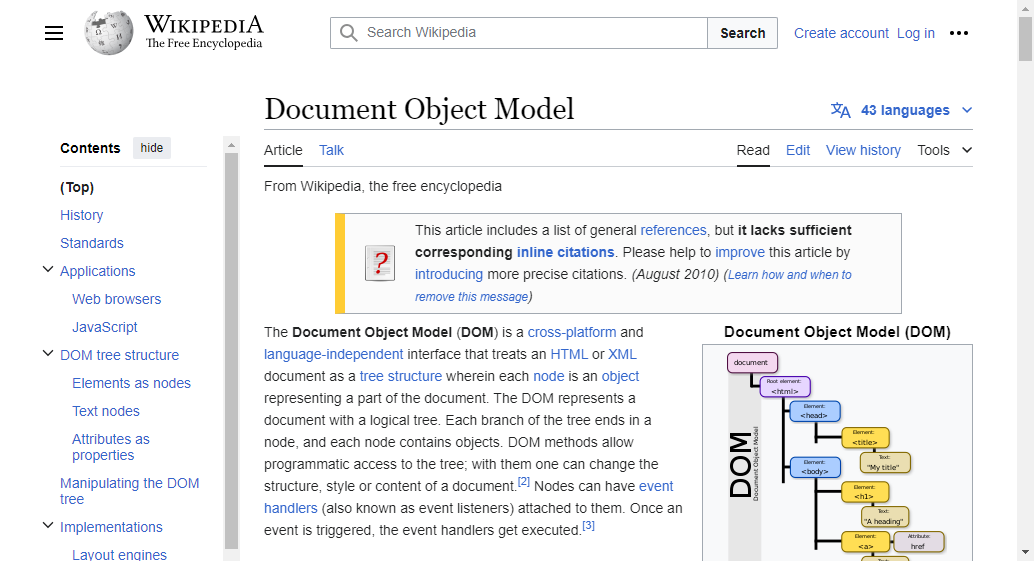 WIKIPEDIA
The Free Encyclopedia
Search Wikipedia
Search
Create account Log in
Document Object Model
43 languages
Contents hide
Article Talk
Read Edit View history Tools
(Top)
History
Standards
Applications
Web browsers
JavaScript
DOM tree structure
Elements as nodes
Text nodes
Attributes as
properties
Manipulating the DOM
tree
Implementations
Layout engines
From Wikipedia, the free encyclopedia
?
This article includes a list of general references, but it lacks sufficient
corresponding inline citations. Please help to improve this article by
introducing more precise citations. (August 2010) (Learn how and when to
remove this message)
The Document Object Model (DOM) is a cross-platform and
language-independent interface that treats an HTML or XML
document as a tree structure wherein each node is an object
representing a part of the document. The DOM represents a
document with a logical tree. Each branch of the tree ends in a
node, and each node contains objects. DOM methods allow
programmatic access to the tree; with them one can change the
structure, style or content of a document.[2] Nodes can have event
handlers (also known as event listeners) attached to them. Once an
event is triggered, the event handlers get executed.[3]
Document Object Model (DOM)
document
Root element:
<html>
Element:
<head>
Element:
<title>
Text:
"My title"
Element:
<body>
Element:
<h1>
Text:
"A heading"
Element:
<a>
Attribute:
href
Text:
DOM
Document Object Model